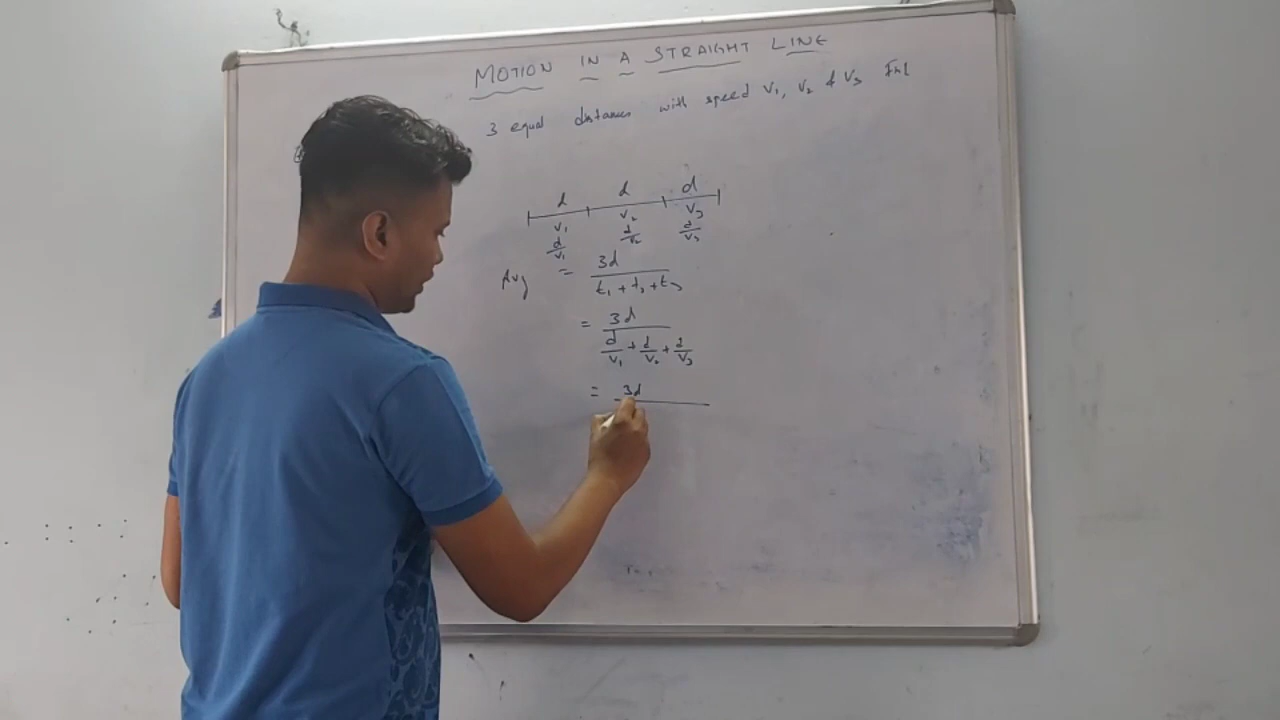 MOTION IN A STRAIGHT LINE
3 equal distances with speed V₁, V₂ & V₃
d d d
V₁ V₂ V₃
d/V₁ d/V₂ d/V₃
Avg = 3d/(t₁ + t₂ + t₃)
= 3d/(d/V₁ + d/V₂ + d/V₃)
= 3d